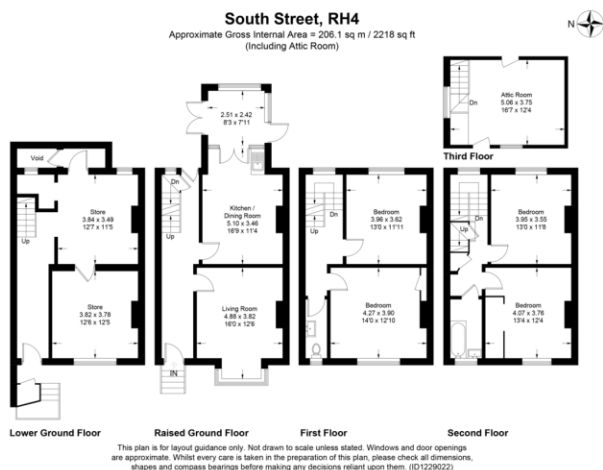 South Street, RH4
Approximate Gross Internal Area = 206.1 sq m / 2218 sq ft
(Including Attic Room)
N
Void
Up
Store
3.84 x 3.49
12'7 x 11'5
Store
3.82 x 3.78
12'6 x 12'5
Lower Ground Floor
2.51 x 2.42
8'3 x 7'11
Dn
Up
Kitchen /
Dining Room
5.10 x 3.46
16'9 x 11'4
Living Room
4.88 x 3.82
16'0 x 12'6
IN
Raised Ground Floor
Dn
Up
Bedroom
3.96 x 3.62
13'0 x 11'11
Bedroom
4.27 x 3.90
14'0 x 12'10
First Floor
Dn
Attic Room
5.06 x 3.75
16'7 x 12'4
Third Floor
Dn
Up
Bedroom
3.95 x 3.55
13'0 x 11'8
Bedroom
4.07 x 3.76
13'4 x 12'4
Second Floor
This plan is for layout guidance only. Not drawn to scale unless stated. Windows and door openings
are approximate. Whilst every care is taken in the preparation of this plan, please check all dimensions,
shapes and compass bearings before making any decisions reliant upon them. (ID1229022)